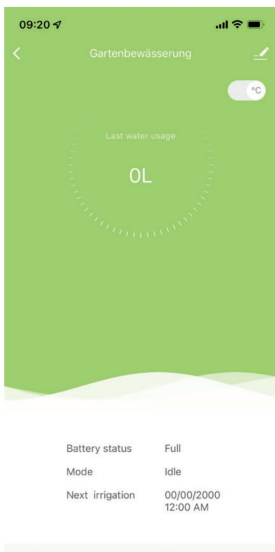 09:20
Gartenbewässerung
°C
Last water usage
0L
Battery status Full
Mode Idle
Next irrigation 00/00/2000
12:00 AM